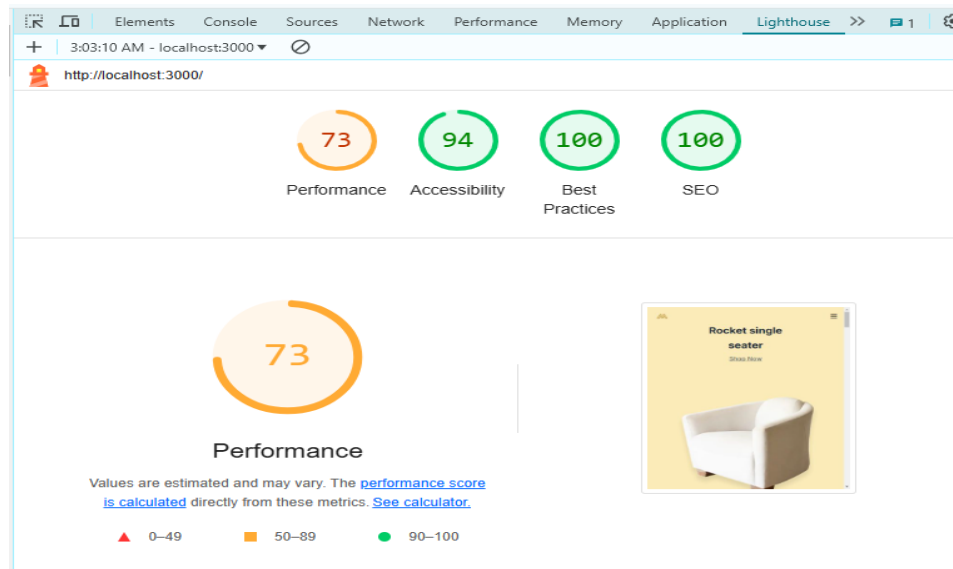 Elements Console Sources Network Performance Memory Application Lighthouse 1
3:03:10 AM - localhost:3000
http://localhost:3000/
73 94 100 100
Performance Accessibility Best Practices SEO
73
Rocket single
seater
Shop Now
Performance
Values are estimated and may vary. The performance score
is calculated directly from these metrics. See calculator.
0–49 50–89 90–100